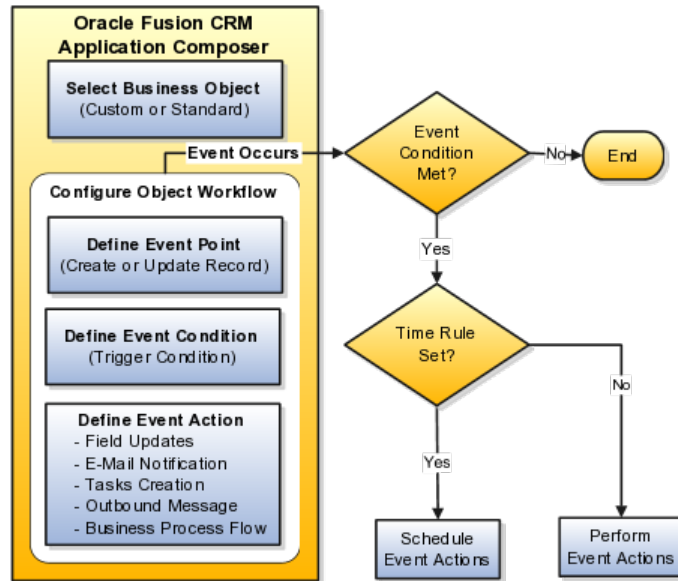 Oracle Fusion CRM
Application Composer
Select Business Object
(Custom or Standard)
Event Occurs
Configure Object Workflow
Define Event Point
(Create or Update Record)
Define Event Condition
(Trigger Condition)
Define Event Action
- Field Updates
- E-Mail Notification
- Tasks Creation
- Outbound Message
- Business Process Flow
Event
Condition
Met?
No
End
Yes
Time Rule
Set?
No
Yes
Schedule
Event Actions
Perform
Event Actions